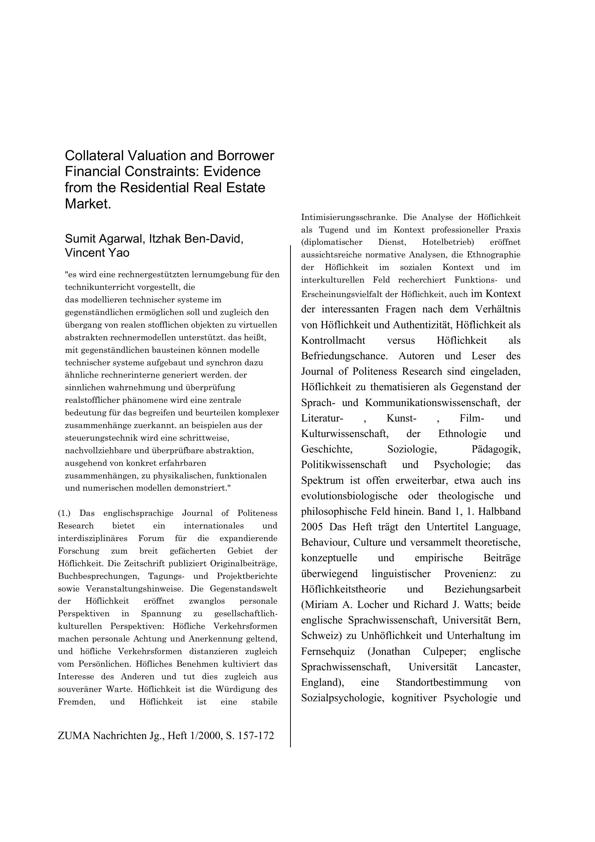 Collateral Valuation and Borrower
Financial Constraints: Evidence
from the Residential Real Estate
Market.
Sumit Agarwal, Itzhak Ben-David,
Vincent Yao
"es wird eine rechnergestützten lernumgebung für den
technikunterricht vorgestellt, die
das modellieren technischer systeme im
gegenständlichen ermöglichen soll und zugleich den
übergang von realen stofflichen objekten zu virtuellen
abstrakten rechnermodellen unterstützt. das heißt,
mit gegenständlichen bausteinen können modelle
technischer systeme aufgebaut und synchron dazu
ähnliche rechnerinterne generiert werden. der
sinnlichen wahrnehmung und überprüfung
realstofflicher phänomene wird eine zentrale
bedeutung für das begreifen und beurteilen komplexer
zusammenhänge zuerkannt. an beispielen aus der
steuerungstechnik wird eine schrittweise,
nachvollziehbare und überprüfbare abstraktion,
ausgehend von konkret erfahrbaren
zusammenhängen, zu physikalischen, funktionalen
und numerischen modellen demonstriert."
(1.) Das englischsprachige Journal of Politeness
Research bietet ein internationales und
interdisziplinäres Forum für die expandierende
Forschung zum breit gefächerten Gebiet der
Höflichkeit. Die Zeitschrift publiziert Originalbeiträge,
Buchbesprechungen, Tagungs- und Projektberichte
sowie Veranstaltungshinweise. Die Gegenstandswelt
der Höflichkeit eröffnet zwanglos personale
Perspektiven in Spannung zu gesellschaftlich-
kulturellen Perspektiven: Höfliche Verkehrsformen
machen personale Achtung und Anerkennung geltend,
und höfliche Verkehrsformen distanzieren zugleich
vom Persönlichen. Höfliches Benehmen kultiviert das
Interesse des Anderen und tut dies zugleich aus
souveräner Warte. Höflichkeit ist die Würdigung des
Fremden, und Höflichkeit ist eine stabile
ZUMA Nachrichten Jg., Heft 1/2000, S. 157-172
Intimisierungsschranke. Die Analyse der Höflichkeit
als Tugend und im Kontext professioneller Praxis
(diplomatischer Dienst, Hotelbetrieb) eröffnet
aussichtsreiche normative Analysen, die Ethnographie
der Höflichkeit im sozialen Kontext und im
interkulturellen Feld recherchiert Funktions- und
Erscheinungsvielfalt der Höflichkeit, auch im Kontext
der interessanten Fragen nach dem Verhältnis
von Höflichkeit und Authentizität, Höflichkeit als
Kontrollmacht versus Höflichkeit als
Befriedungschance. Autoren und Leser des
Journal of Politeness Research sind eingeladen,
Höflichkeit zu thematisieren als Gegenstand der
Sprach- und Kommunikationswissenschaft, der
Literatur- , Kunst- , Film- und
Kulturwissenschaft, der Ethnologie und
Geschichte, Soziologie, Pädagogik,
Politikwissenschaft und Psychologie; das
Spektrum ist offen erweiterbar, etwa auch ins
evolutionsbiologische oder theologische und
philosophische Feld hinein. Band 1, 1. Halbband
2005 Das Heft trägt den Untertitel Language,
Behaviour, Culture und versammelt theoretische,
konzeptuelle und empirische Beiträge
überwiegend linguistischer Provenienz: zu
Höflichkeitstheorie und Beziehungsarbeit
(Miriam A. Locher und Richard J. Watts; beide
englische Sprachwissenschaft, Universität Bern,
Schweiz) zu Unhöflichkeit und Unterhaltung im
Fernsehquiz (Jonathan Culpeper; englische
Sprachwissenschaft, Universität Lancaster,
England), eine Standortbestimmung von
Sozialpsychologie, kognitiver Psychologie und